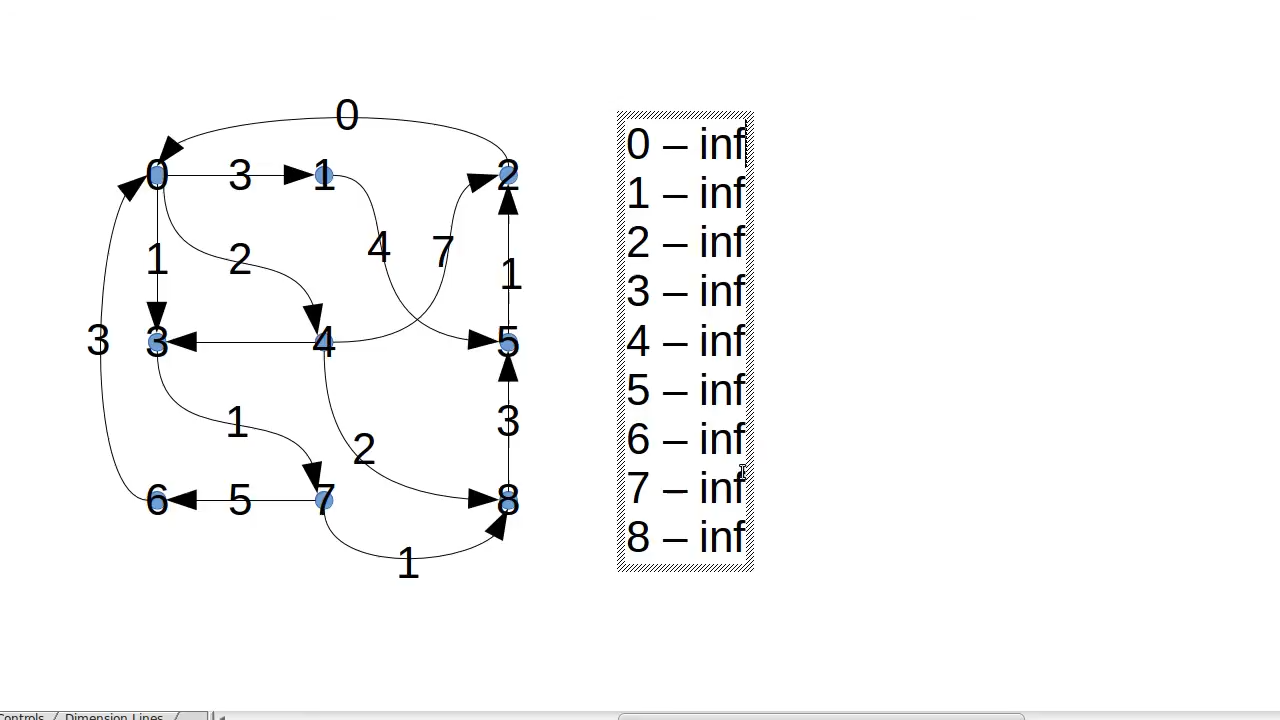 0
0 3 1 2
1 2 4 7 1
3 3 4 5
1 2 3
6 5 7 8
1
0 – inf
1 – inf
2 – inf
3 – inf
4 – inf
5 – inf
6 – inf
7 – inf
8 – inf
Controls / Dimension Lines